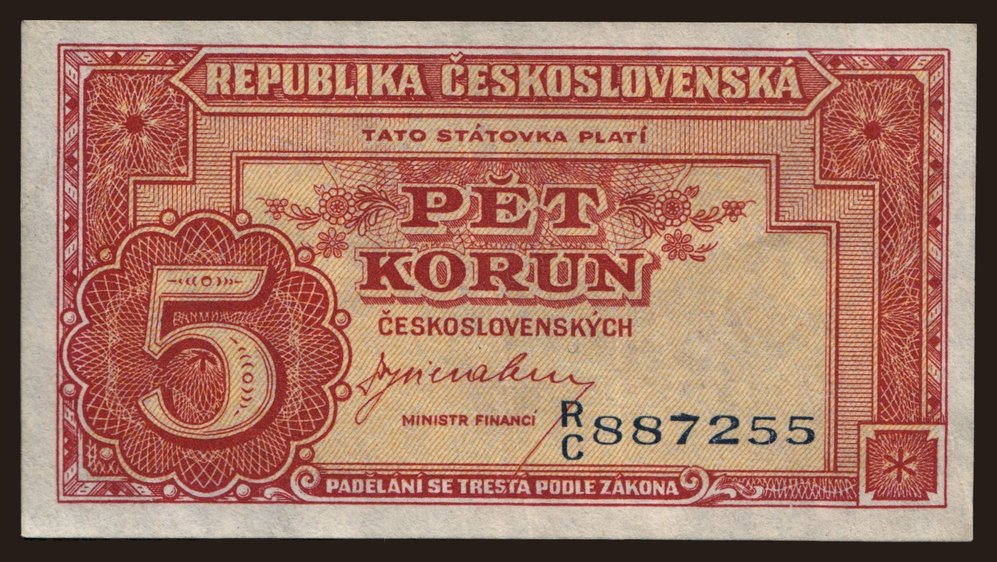 REPUBLIKA ČESKOSLOVENSKÁ
TATO STÁTOVKA PLATÍ
PĚT
KORUN
ČESKOSLOVENSKÝCH
5
MINISTR FINANCÍ
R/C 887255
PADĚLÁNÍ SE TRESTÁ PODLE ZÁKONA